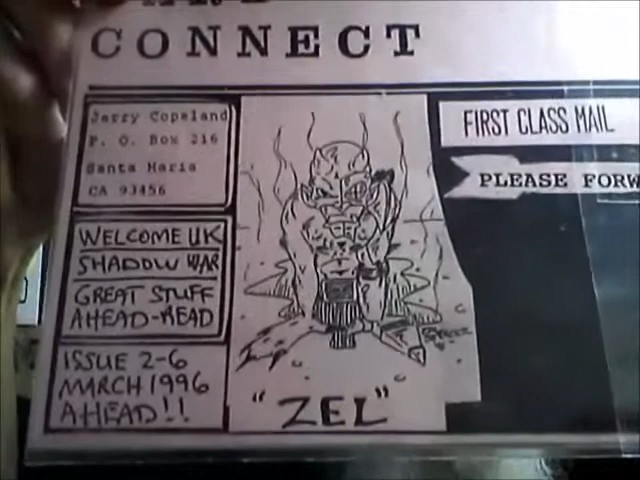 CONNECT
Jerry Copeland
P. O. Box 216
Santa Maria
CA 93456
WELCOME UK
SHADOW WAR
GREAT STUFF
AHEAD-READ
ISSUE 2-6
MARCH 1996
AHEAD!!
"ZEL"
FIRST CLASS MAIL
PLEASE FORW